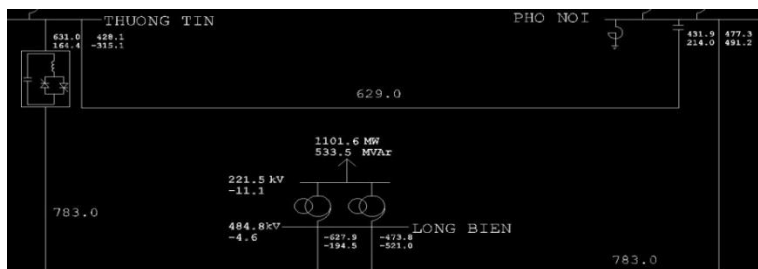 THUONG TIN
PHO NOI
631.0 428.1
164.4 -315.1
431.9 477.3
214.0 491.2
629.0
1101.6 MW
533.5 MVAr
221.5 kV
-11.1
783.0
484.8kV
-4.6
-627.9 -473.8
-194.5 -521.0
LONG BIEN
783.0